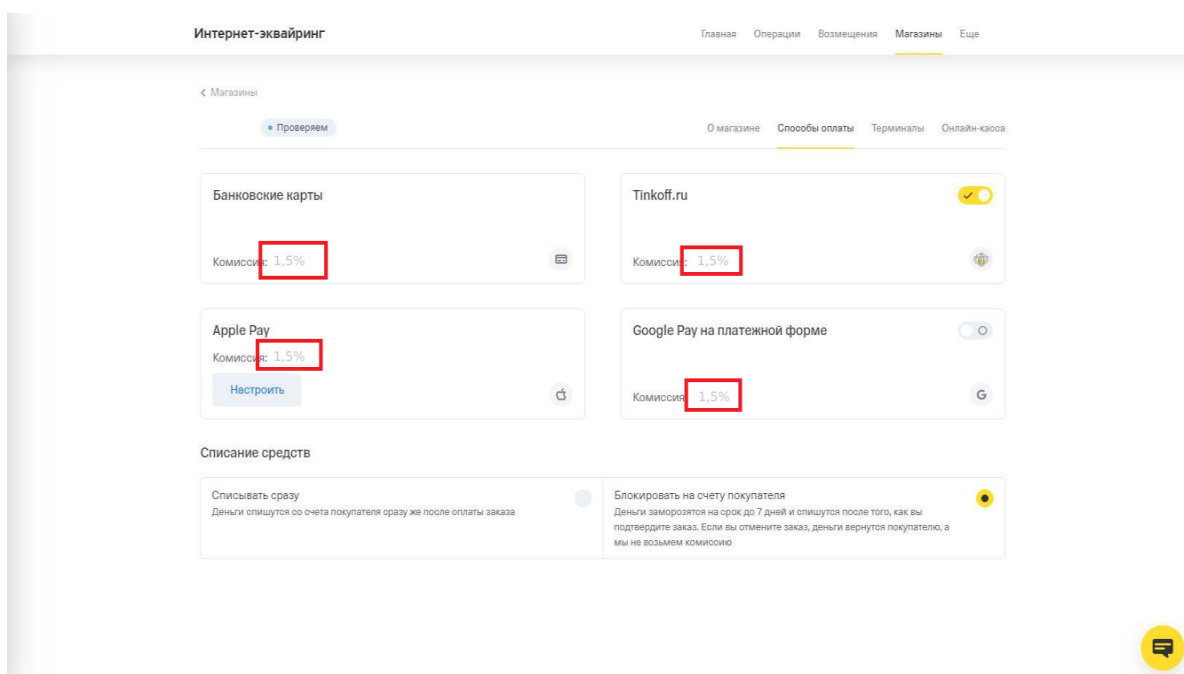 Интернет-эквайринг
Главная Операции Возмещения Магазины Еще
Магазины
Проверяем
О магазине Способы оплаты Терминалы Онлайн-касса
Банковские карты
Комиссия: 1,5%
Tinkoff.ru
Комиссия: 1,5%
Apple Pay
Комиссия: 1,5%
Настроить
Google Pay на платежной форме
Комиссия 1,5%
Списание средств
Списывать сразу
Деньги спишутся со счета покупателя сразу же после оплаты заказа
Блокировать на счету покупателя
Деньги заморозятся на срок до 7 дней и спишутся после того, как вы
подтвердите заказ. Если вы отмените заказ, деньги вернутся покупателю, а
мы не возьмем комиссию